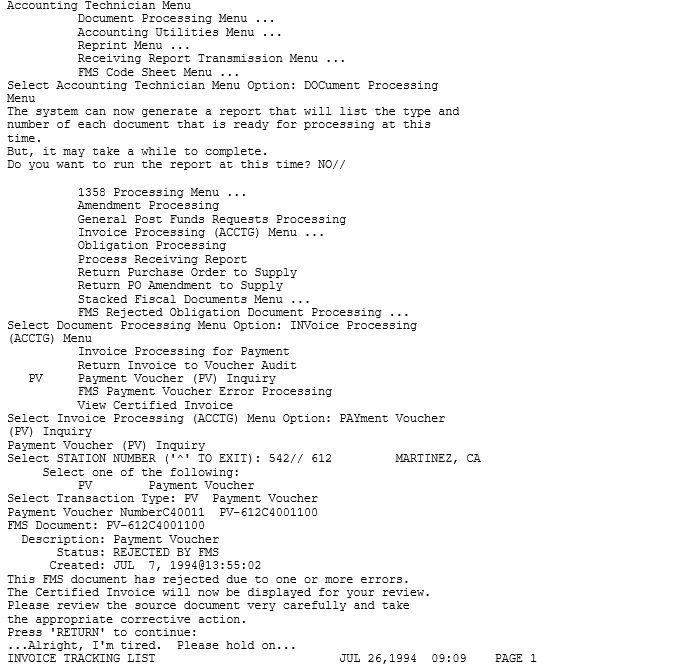 Accounting Technician Menu
Document Processing Menu ...
Accounting Utilities Menu ...
Reprint Menu ...
Receiving Report Transmission Menu ...
FMS Code Sheet Menu ...
Select Accounting Technician Menu Option: DOCument Processing
Menu
The system can now generate a report that will list the type and
number of each document that is ready for processing at this
time.
But, it may take a while to complete.
Do you want to run the report at this time? NO//
1358 Processing Menu ...
Amendment Processing
General Post Funds Requests Processing
Invoice Processing (ACCTG) Menu ...
Obligation Processing
Process Receiving Report
Return Purchase Order to Supply
Return PO Amendment to Supply
Stacked Fiscal Documents Menu ...
FMS Rejected Obligation Document Processing ...
Select Document Processing Menu Option: INVoice Processing
(ACCTG) Menu
Invoice Processing for Payment
Return Invoice to Voucher Audit
PV Payment Voucher (PV) Inquiry
FMS Payment Voucher Error Processing
View Certified Invoice
Select Invoice Processing (ACCTG) Menu Option: PAYment Voucher
(PV) Inquiry
Payment Voucher (PV) Inquiry
Select STATION NUMBER ('^' TO EXIT): 542// 612 MARTINEZ, CA
Select one of the following:
PV Payment Voucher
Select Transaction Type: PV Payment Voucher
Payment Voucher NumberC40011 PV-612C4001100
FMS Document: PV-612C4001100
Description: Payment Voucher
Status: REJECTED BY FMS
Created: JUL 7, 1994@13:55:02
This FMS document has rejected due to one or more errors.
The Certified Invoice will now be displayed for your review.
Please review the source document very carefully and take
the appropriate corrective action.
Press 'RETURN' to continue:
...Alright, I'm tired. Please hold on...
INVOICE TRACKING LIST JUL 26,1994 09:09 PAGE 1